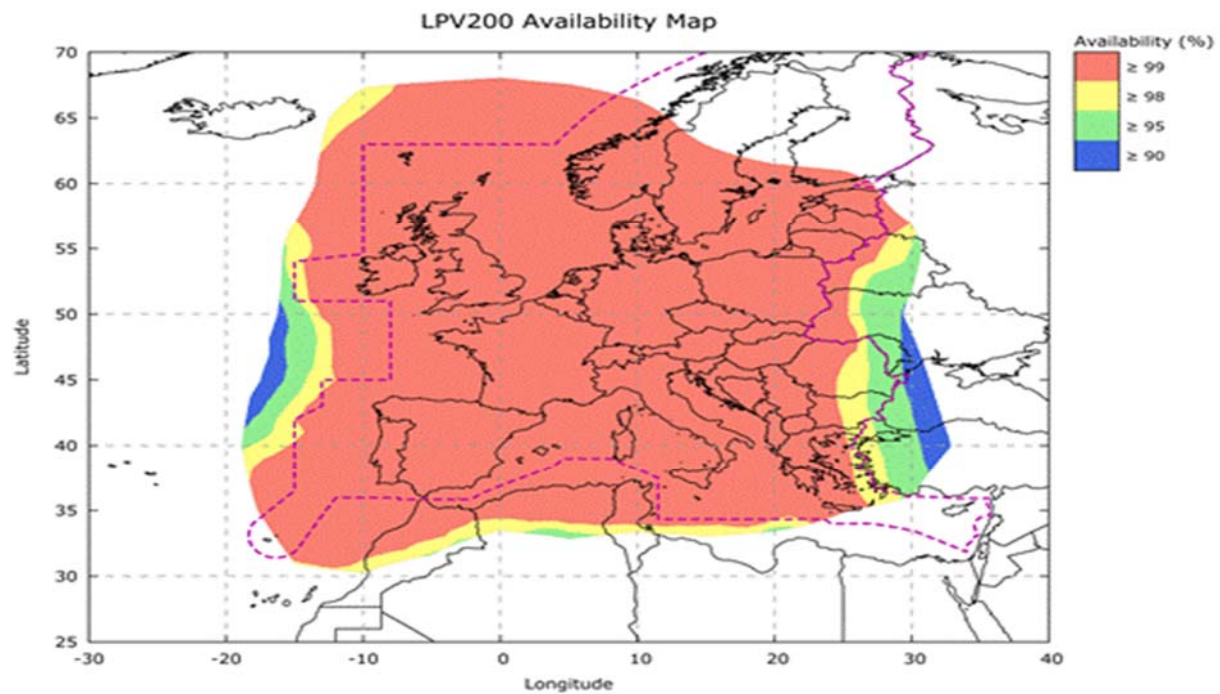 LPV200 Availability Map
Availability (%)
≥ 99
≥ 98
≥ 95
≥ 90
70
65
60
55
50
45
40
35
30
25
Latitude
-30 -20 -10 0 10 20 30 40
Longitude